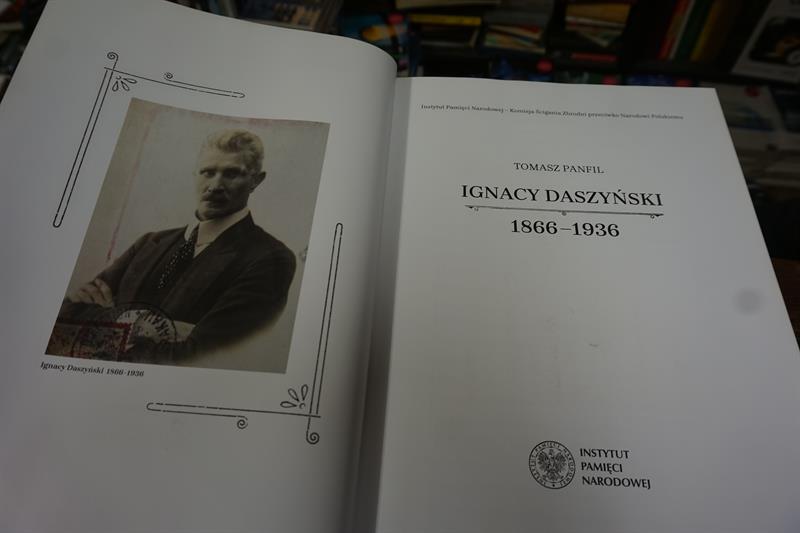 Ignacy Daszyński 1866-1936
Instytut Pamięci Narodowej – Komisja Ścigania Zbrodni przeciwko Narodowi Polskiemu
TOMASZ PANFIL
IGNACY DASZYŃSKI
1866–1936
INSTYTUT
PAMIĘCI
NARODOWEJ